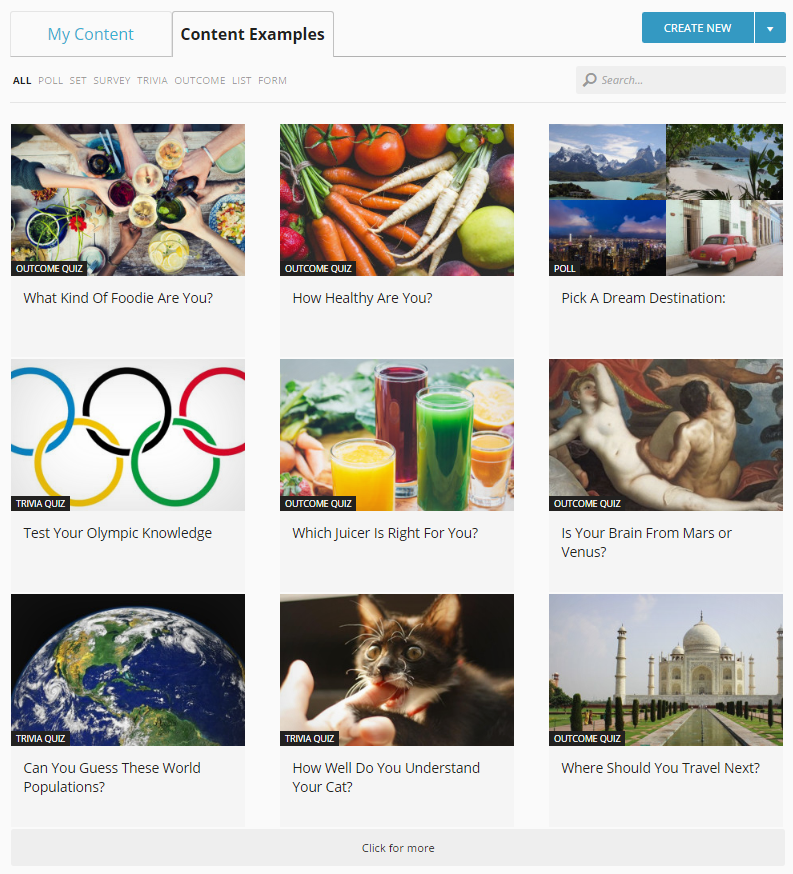 My Content
Content Examples
CREATE NEW
ALL POLL SET SURVEY TRIVIA OUTCOME LIST FORM
Search...
OUTCOME QUIZ
What Kind Of Foodie Are You?
OUTCOME QUIZ
How Healthy Are You?
POLL
Pick A Dream Destination:
TRIVIA QUIZ
Test Your Olympic Knowledge
OUTCOME QUIZ
Which Juicer Is Right For You?
OUTCOME QUIZ
Is Your Brain From Mars or
Venus?
TRIVIA QUIZ
Can You Guess These World
Populations?
TRIVIA QUIZ
How Well Do You Understand
Your Cat?
OUTCOME QUIZ
Where Should You Travel Next?
Click for more